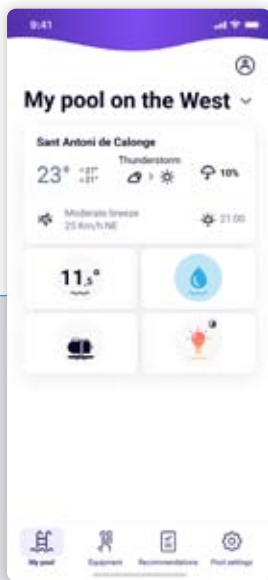 9:41
My pool on the West
Sant Antoni de Calonge
Thunderstorm
23° 10%
Moderate breeze
25 Km/h NE
21:00
11,5°
My pool Equipment Recommendations Pool settings